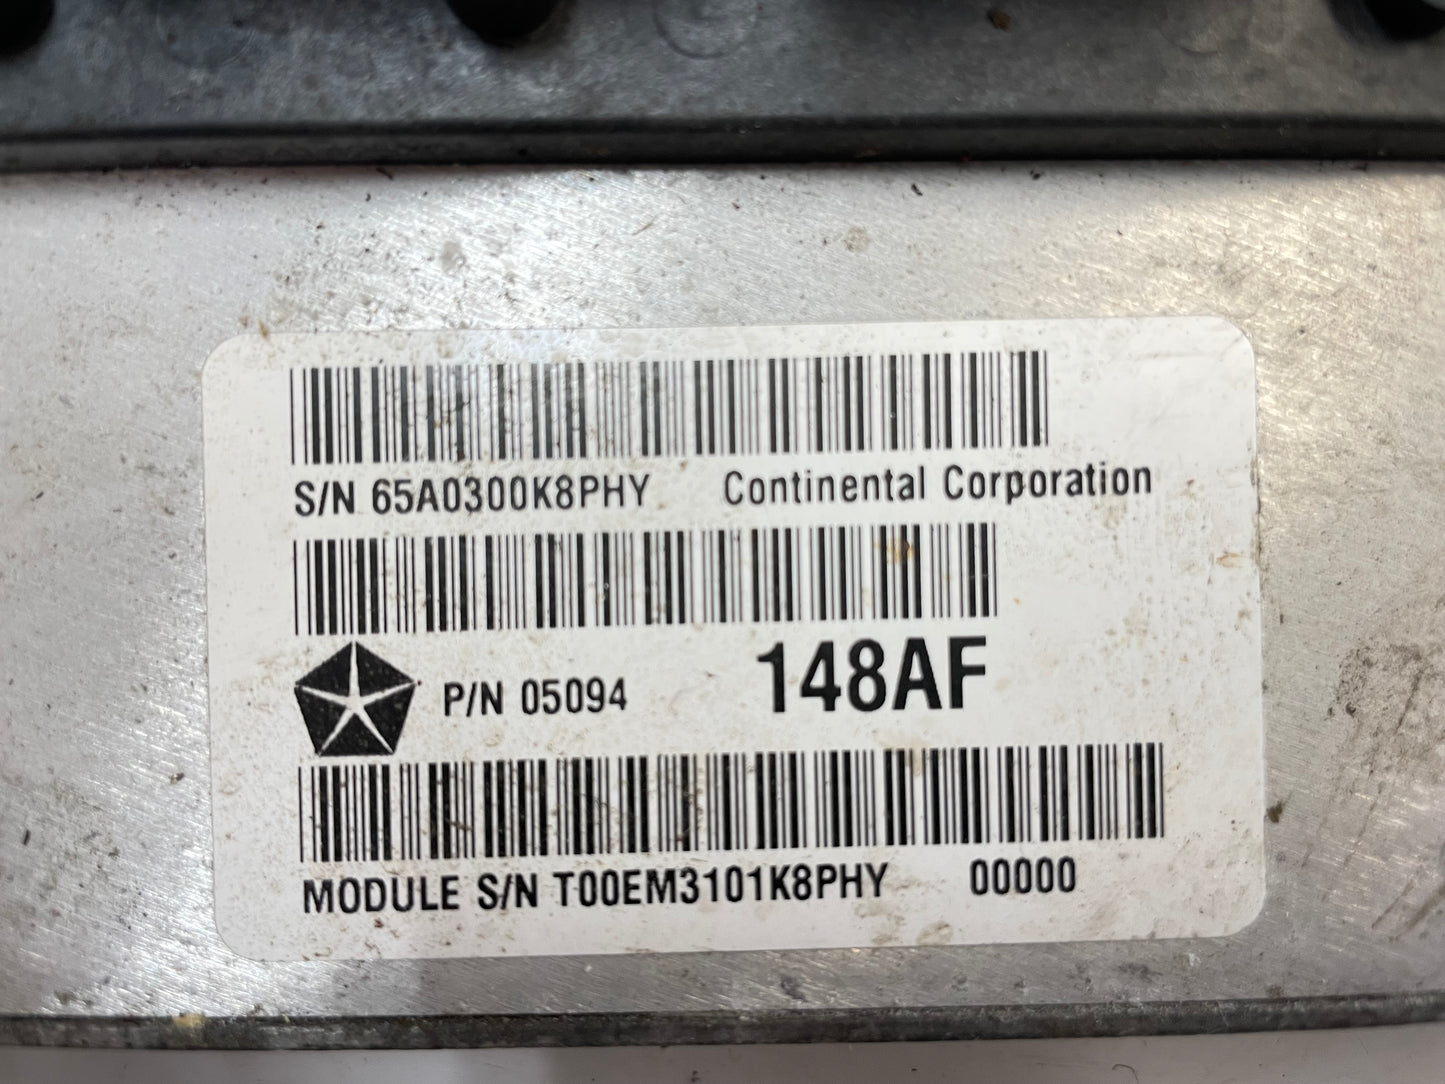 S/N 65A0300K8PHY Continental Corporation
P/N 05094 148AF
MODULE S/N T00EM3101K8PHY 00000